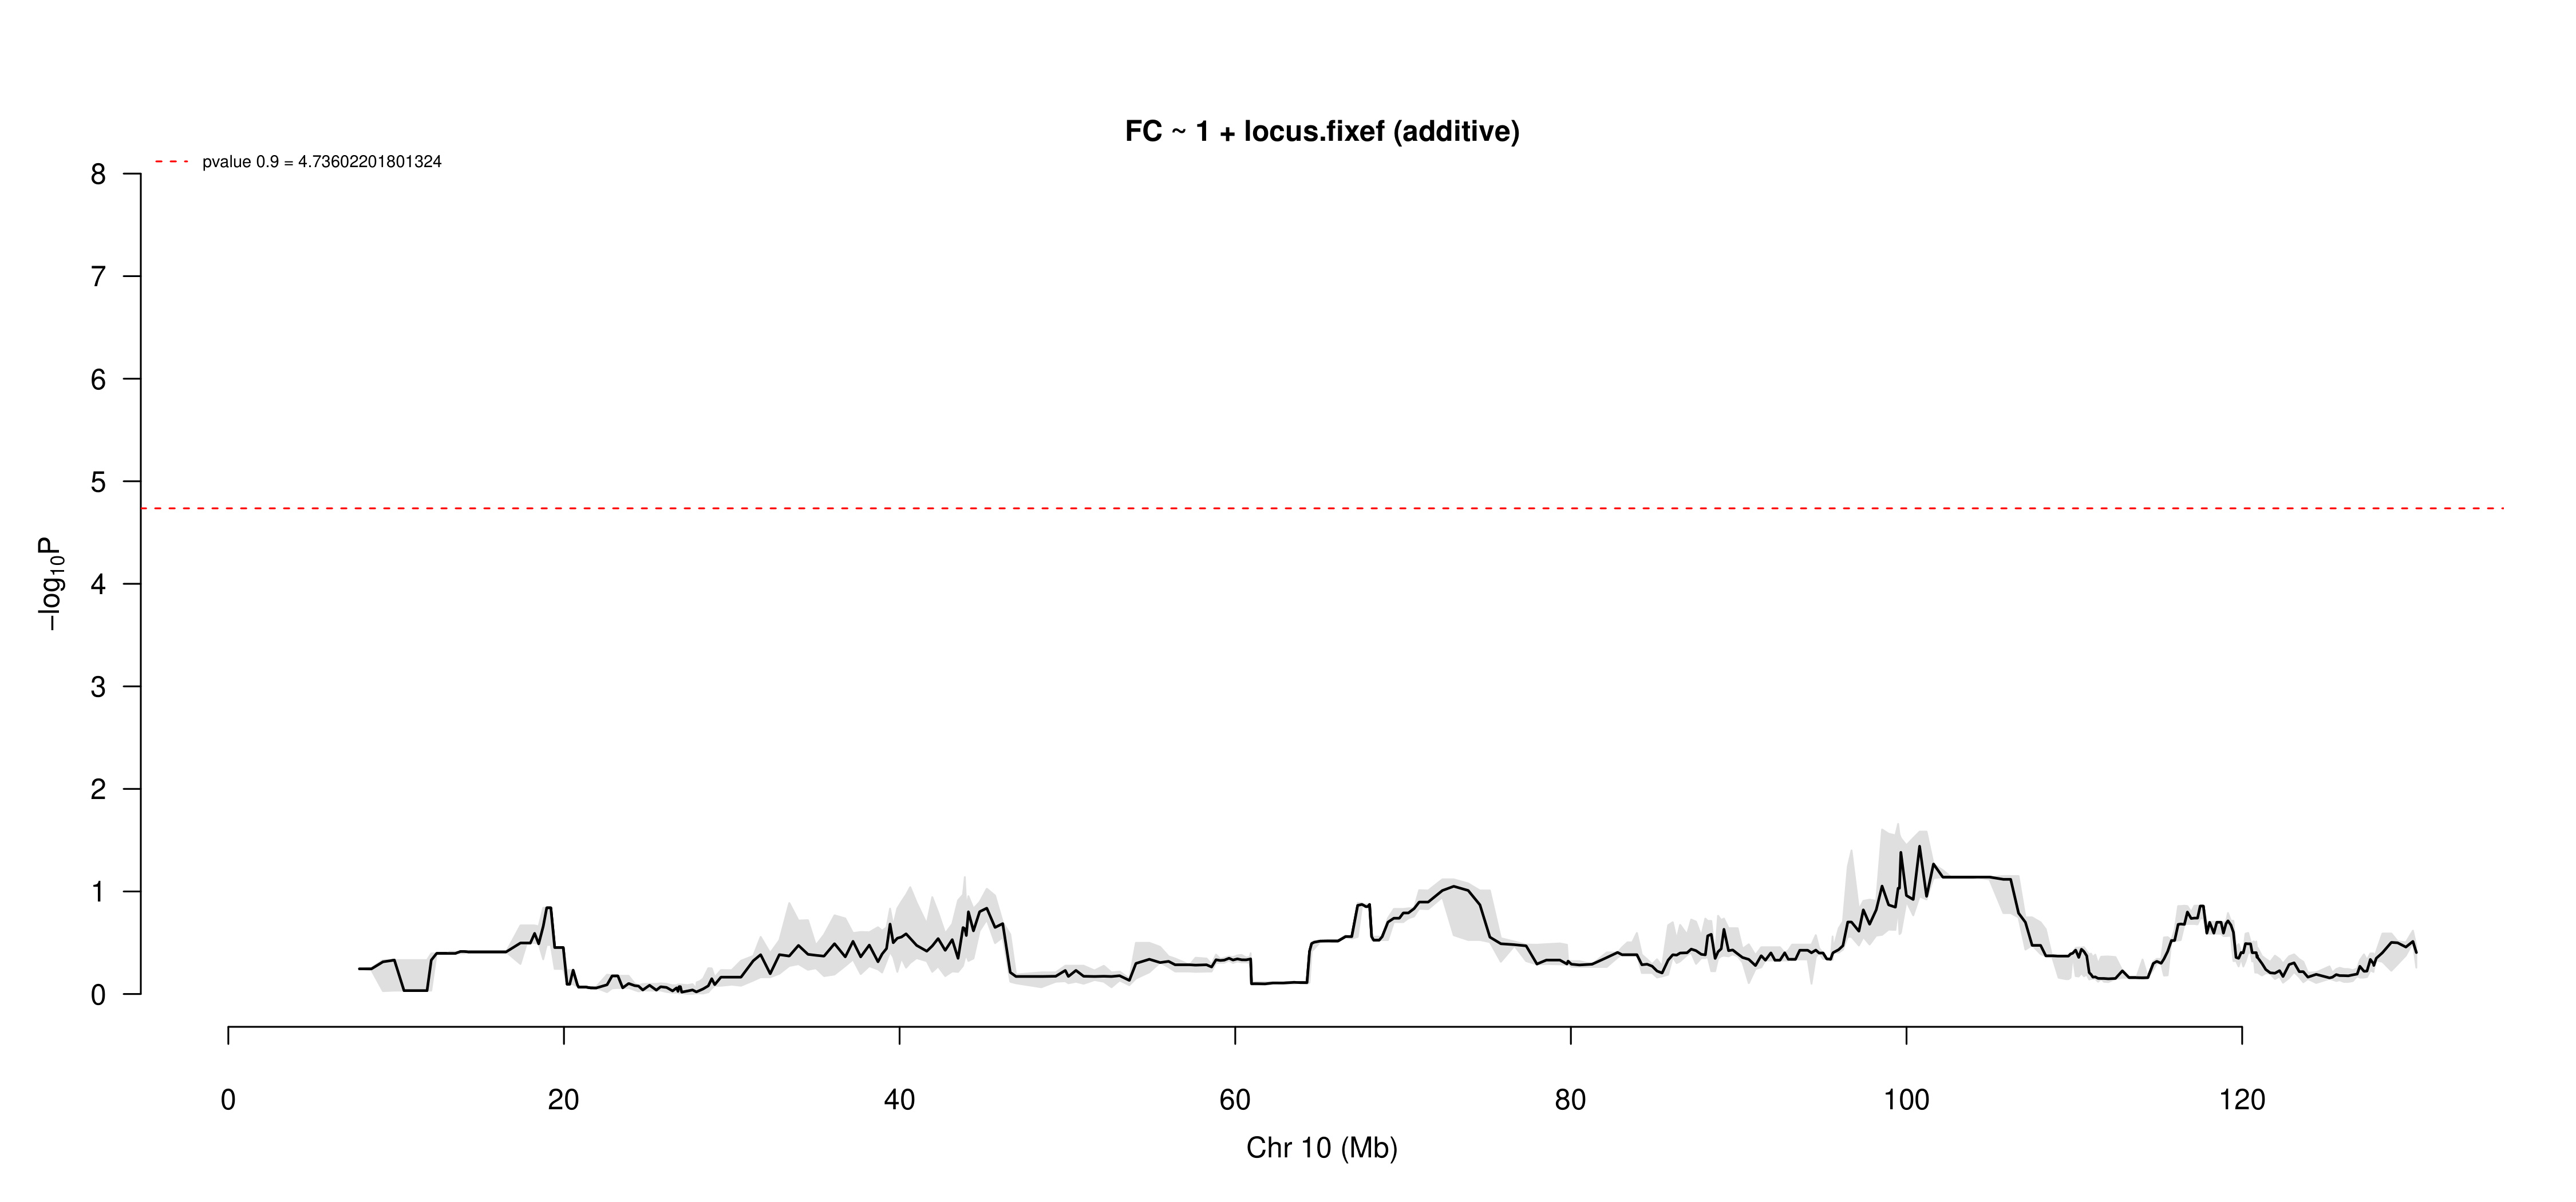 FC ~ 1 + locus.fixef (additive)
pvalue 0.9 = 4.73602201801324
8
7
6
5
4
3
2
1
0
−log10P
0 20 40 60 80 100 120
Chr 10 (Mb)